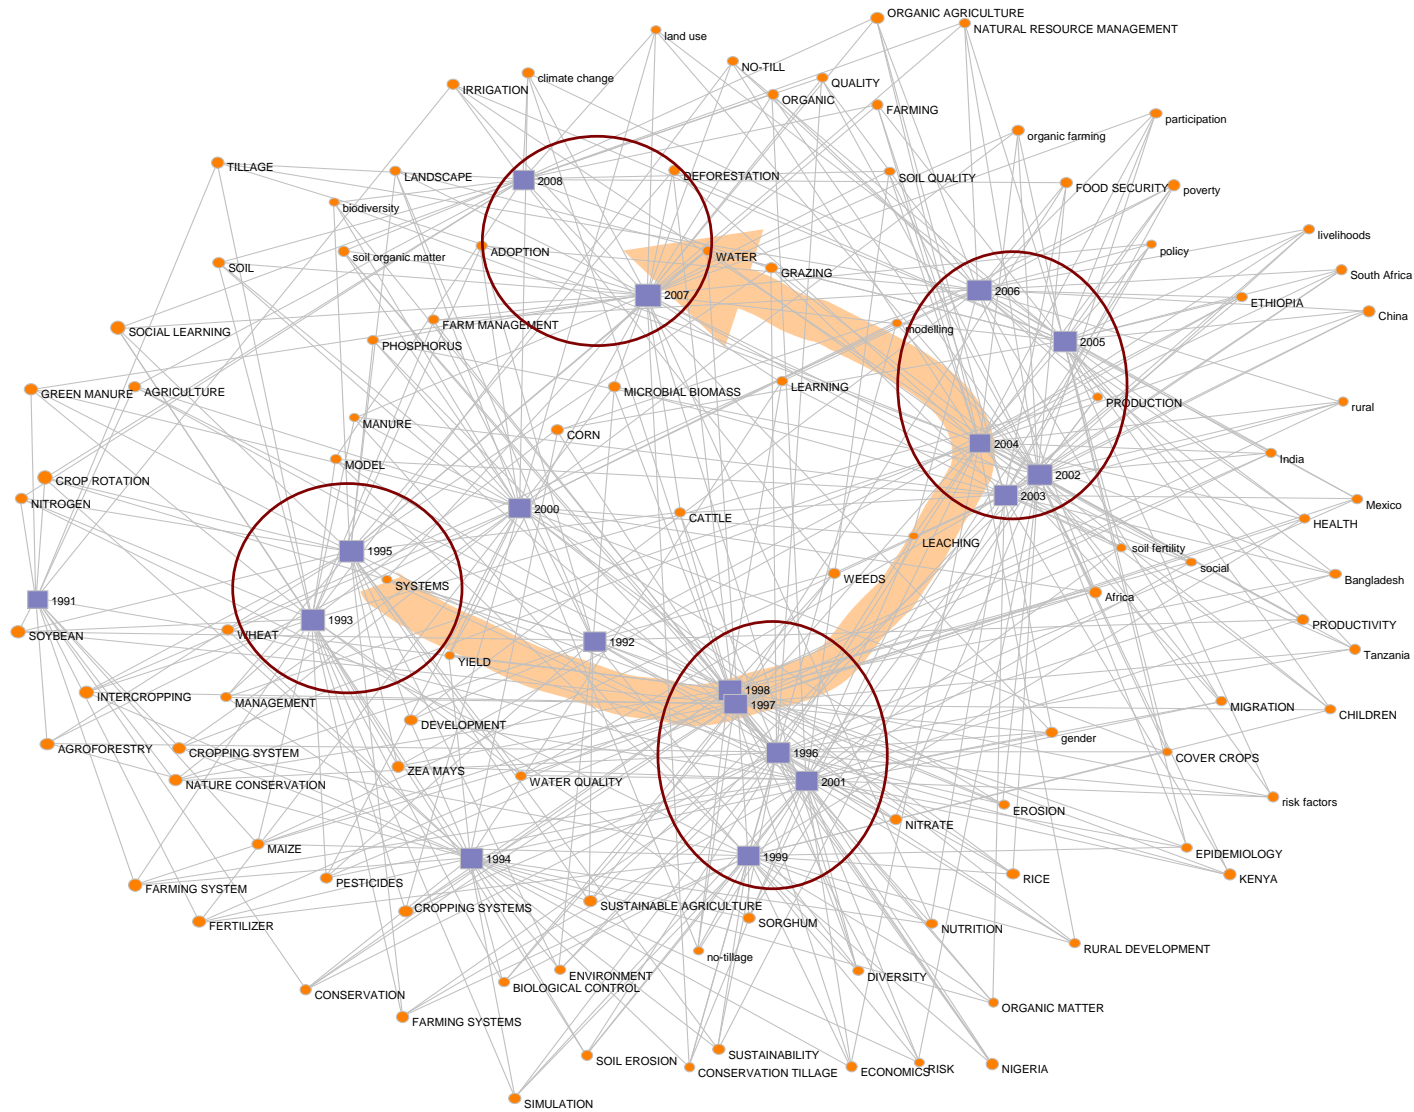 ORGANIC AGRICULTURE
NATURAL RESOURCE MANAGEMENT
land use
NO-TILL
climate change
QUALITY
IRRIGATION
ORGANIC
FARMING
participation
organic farming
TILLAGE
LANDSCAPE
DEFORESTATION
SOIL QUALITY
2008
FOOD SECURITY
poverty
biodiversity
livelihoods
policy
soil organic matter
ADOPTION
WATER
SOIL
GRAZING
South Africa
2007
2006
ETHIOPIA
China
SOCIAL LEARNING
FARM MANAGEMENT
modelling
PHOSPHORUS
2005
GREEN MANURE
AGRICULTURE
MICROBIAL BIOMASS
LEARNING
PRODUCTION
rural
MANURE
CORN
2004
MODEL
India
CROP ROTATION
2002
NITROGEN
2003
Mexico
2000
CATTLE
HEALTH
LEACHING
1995
soil fertility
social
SYSTEMS
WEEDS
Bangladesh
Africa
1991
1993
PRODUCTIVITY
SOYBEAN
WHEAT
1992
YIELD
Tanzania
1998
INTERCROPPING
MANAGEMENT
1997
MIGRATION
CHILDREN
DEVELOPMENT
gender
AGROFORESTRY
CROPPING SYSTEM
1996
COVER CROPS
ZEA MAYS
NATURE CONSERVATION
WATER QUALITY
2001
risk factors
EROSION
NITRATE
MAIZE
EPIDEMIOLOGY
1994
1999
RICE
KENYA
PESTICIDES
FARMING SYSTEM
SUSTAINABLE AGRICULTURE
CROPPING SYSTEMS
SORGHUM
FERTILIZER
NUTRITION
RURAL DEVELOPMENT
no-tillage
ENVIRONMENT
DIVERSITY
BIOLOGICAL CONTROL
CONSERVATION
ORGANIC MATTER
FARMING SYSTEMS
SUSTAINABILITY
SOIL EROSION
CONSERVATION TILLAGE
ECONOMICS
RISK
NIGERIA
SIMULATION